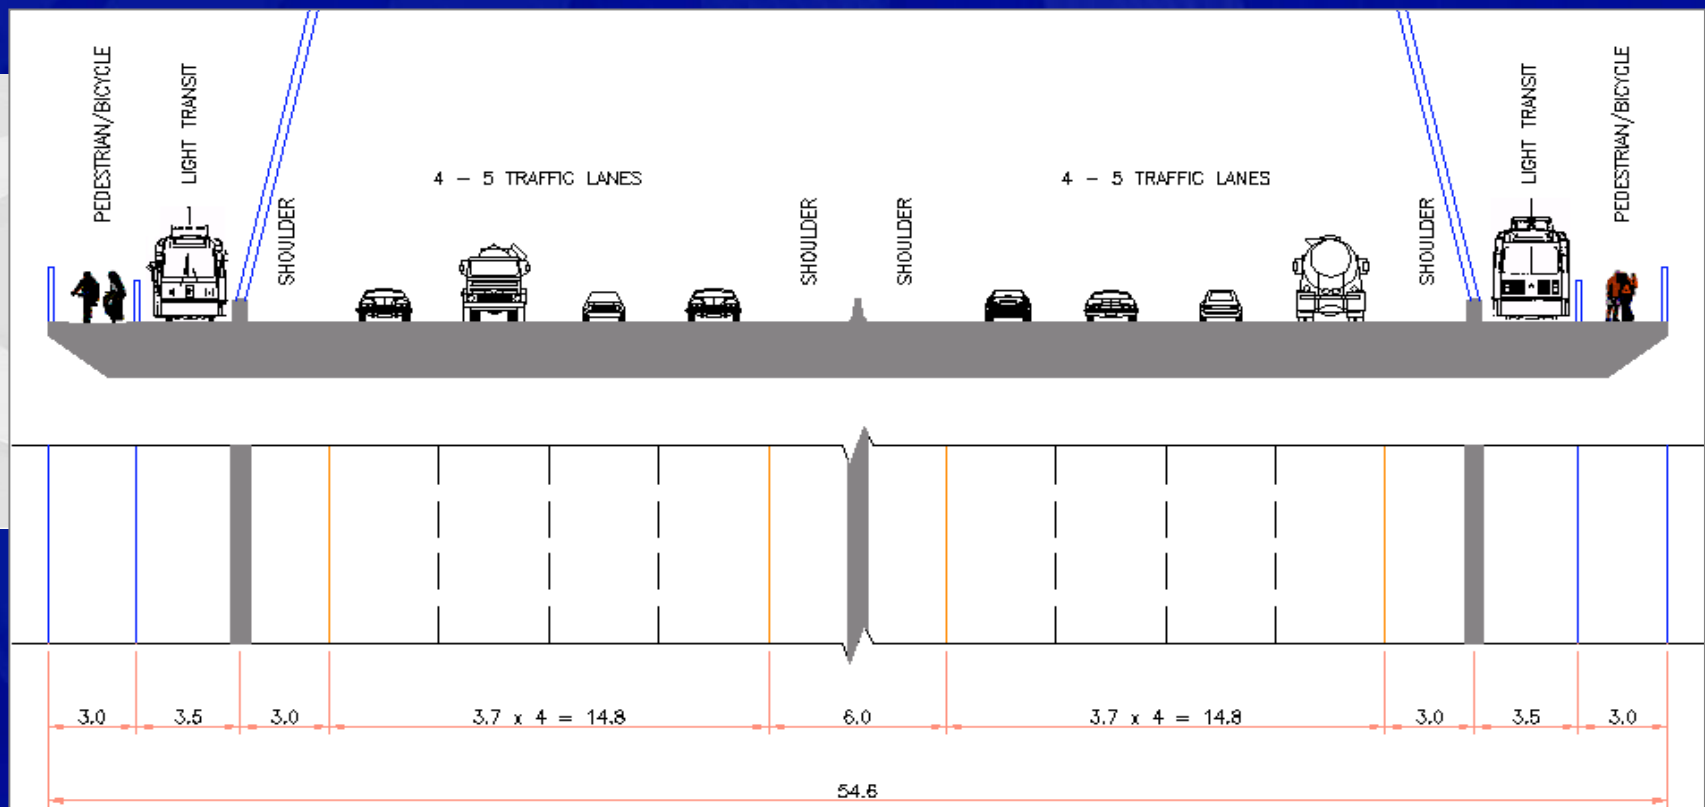 PEDESTRIAN/BICYCLE
LIGHT TRANSIT
SHOULDER
4 - 5 TRAFFIC LANES
SHOULDER
SHOULDER
4 - 5 TRAFFIC LANES
SHOULDER
LIGHT TRANSIT
PEDESTRIAN/BICYCLE
3.0 3.5 3.0 3.7 x 4 = 14.8 6.0 3.7 x 4 = 14.8 3.0 3.5 3.0
54.6